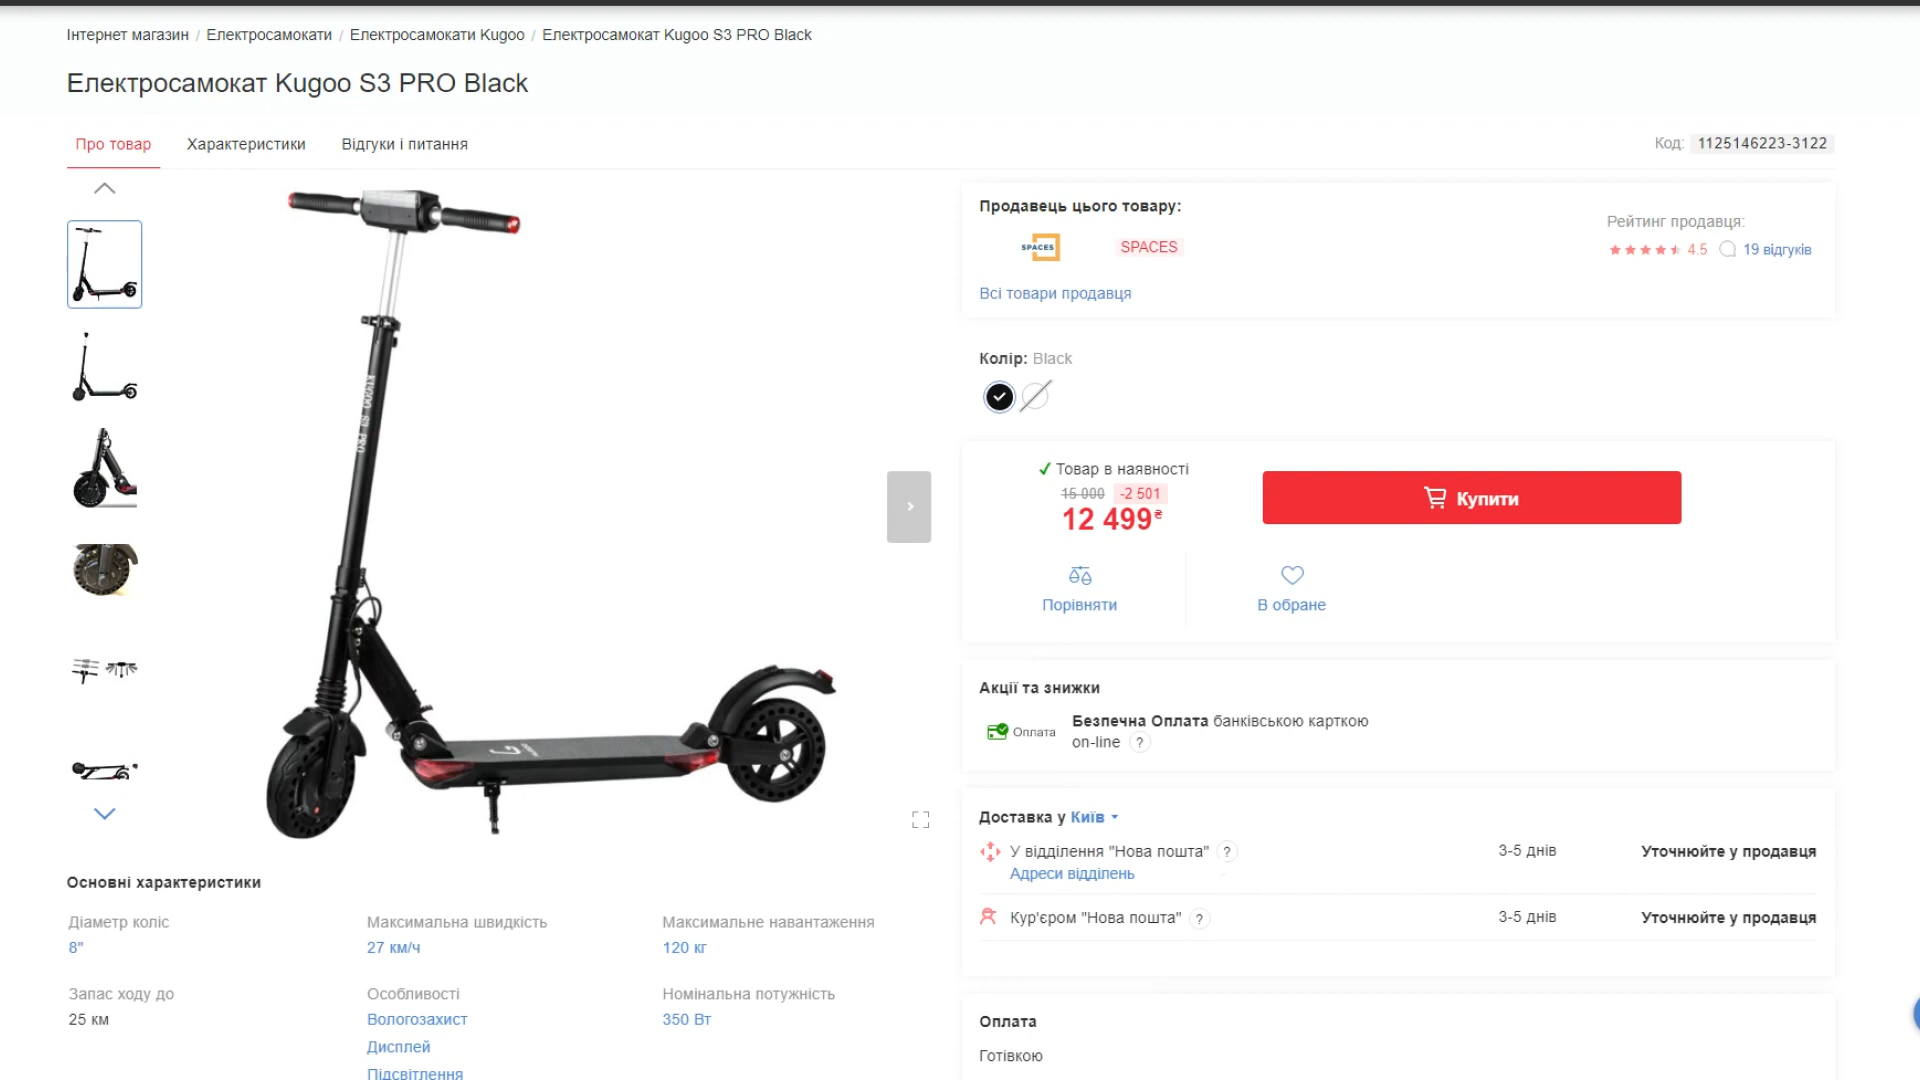 Інтернет магазин / Електросамокати / Електросамокати Kugoo / Електросамокат Kugoo S3 PRO Black
Електросамокат Kugoo S3 PRO Black
Про товар Характеристики Відгуки і питання
Код: 1125146223-3122
Продавець цього товару:
Рейтинг продавця:
SPACES SPACES
4.5 19 відгуків
Всі товари продавця
Колір: Black
KUGOO S3 PRO
Товар в наявності
15 000 -2 501
12 499₴
Купити
Порівняти В обране
Акції та знижки
Оплата
Безпечна Оплата банківською карткою
on-line ?
Доставка у Київ
У відділення "Нова пошта" ? 3-5 днів Уточнюйте у продавця
Адреси відділень
Кур'єром "Нова пошта" ? 3-5 днів Уточнюйте у продавця
Оплата
Готівкою
Основні характеристики
Діаметр коліс Максимальна швидкість Максимальне навантаження
8" 27 км/ч 120 кг
Запас ходу до Особливості Номінальна потужність
25 км Вологозахист 350 Вт
Дисплей
Підсвітлення